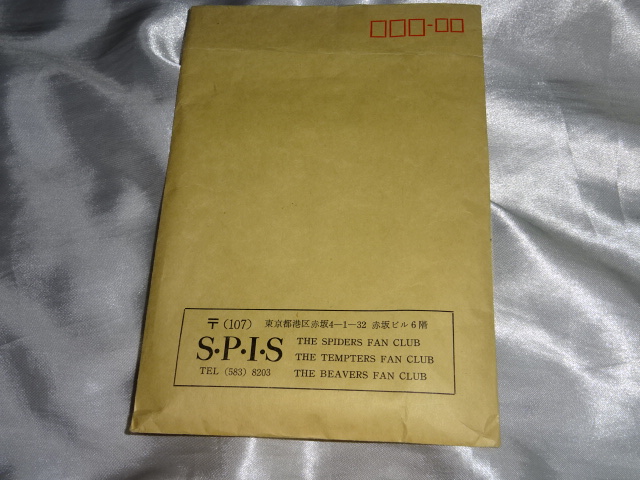 〒(107) 東京都港区赤坂4―1―32 赤坂ビル6階
S・P・I・S
THE SPIDERS FAN CLUB
THE TEMPTERS FAN CLUB
TEL (583) 8203 THE BEAVERS FAN CLUB